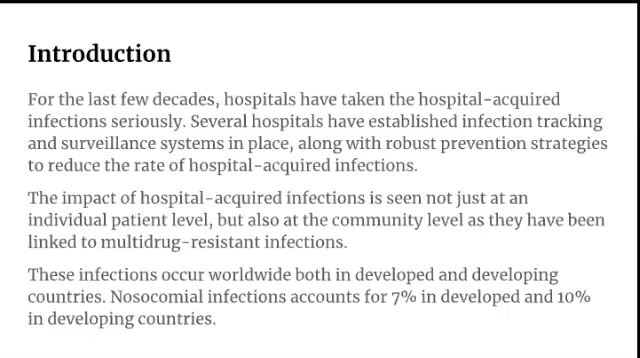 Introduction
For the last few decades, hospitals have taken the hospital-acquired
infections seriously. Several hospitals have established infection tracking
and surveillance systems in place, along with robust prevention strategies
to reduce the rate of hospital-acquired infections.
The impact of hospital-acquired infections is seen not just at an
individual patient level, but also at the community level as they have been
linked to multidrug-resistant infections.
These infections occur worldwide both in developed and developing
countries. Nosocomial infections accounts for 7% in developed and 10%
in developing countries.